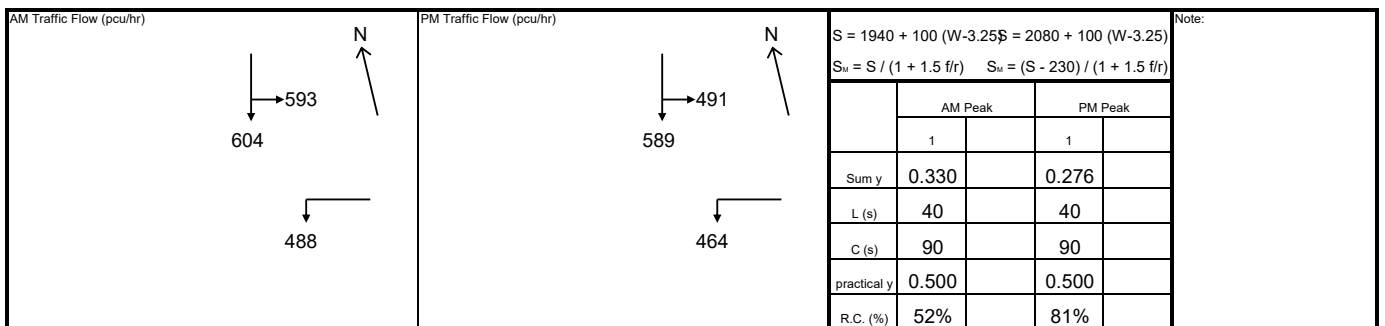 AM Traffic Flow (pcu/hr)
N
593
604
488
PM Traffic Flow (pcu/hr)
N
491
589
464
S = 1940 + 100 (W-3.25) S = 2080 + 100 (W-3.25)
SM = S / (1 + 1.5 f/r) SM = (S - 230) / (1 + 1.5 f/r)
AM Peak PM Peak
1 1
Sum y 0.330 0.276
L (s) 40 40
C (s) 90 90
practical y 0.500 0.500
R.C. (%) 52% 81%
Note: